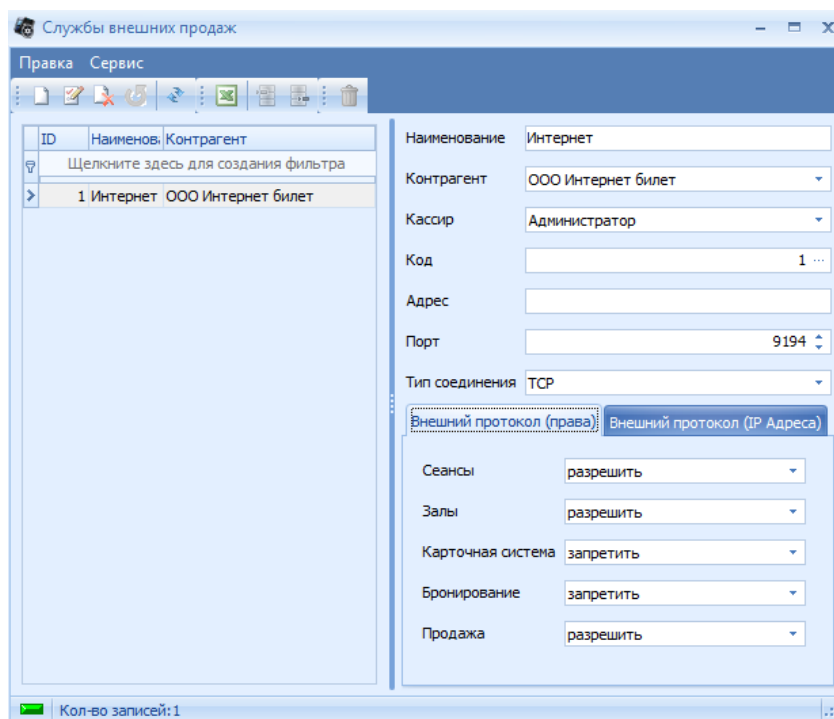 Службы внешних продаж
Правка Сервис
ID Наименов. Контрагент
Щелкните здесь для создания фильтра
1 Интернет ООО Интернет билет
Наименование Интернет
Контрагент ООО Интернет билет
Кассир Администратор
Код 1 ...
Адрес
Порт 9194
Тип соединения TCP
Внешний протокол (права) Внешний протокол (IP Адреса)
Сеансы разрешить
Залы разрешить
Карточная система запретить
Бронирование запретить
Продажа разрешить
Кол-во записей:1